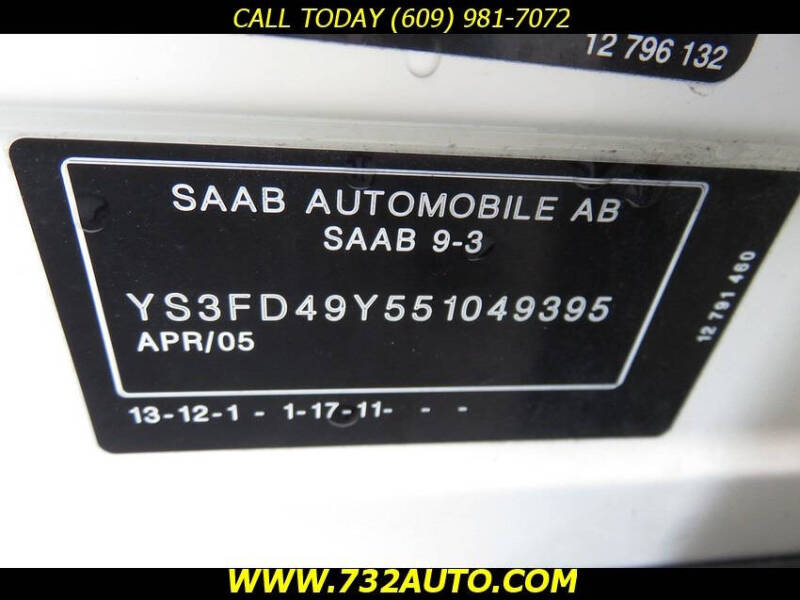 CALL TODAY (609) 981-7072
12 796 132
SAAB AUTOMOBILE AB
SAAB 9-3
YS3FD49Y551049395
APR/05
12 791 460
13-12-1 - 1-17-11- - -
WWW.732AUTO.COM